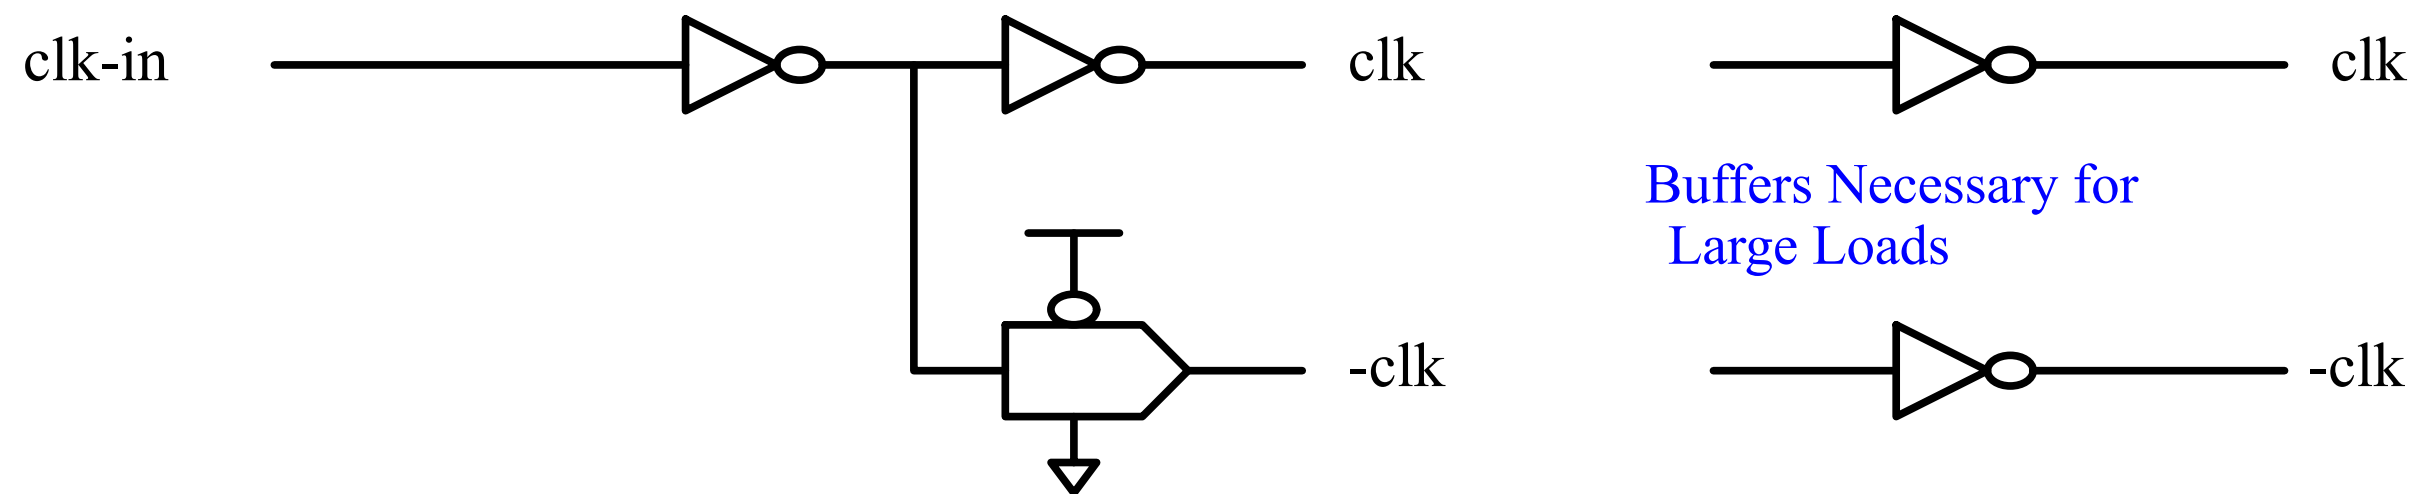 clk-in
clk
clk
Buffers Necessary for
Large Loads
-clk
-clk